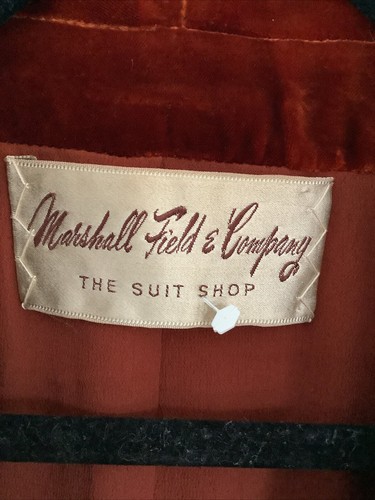 Marshall Field & Company
THE SUIT SHOP